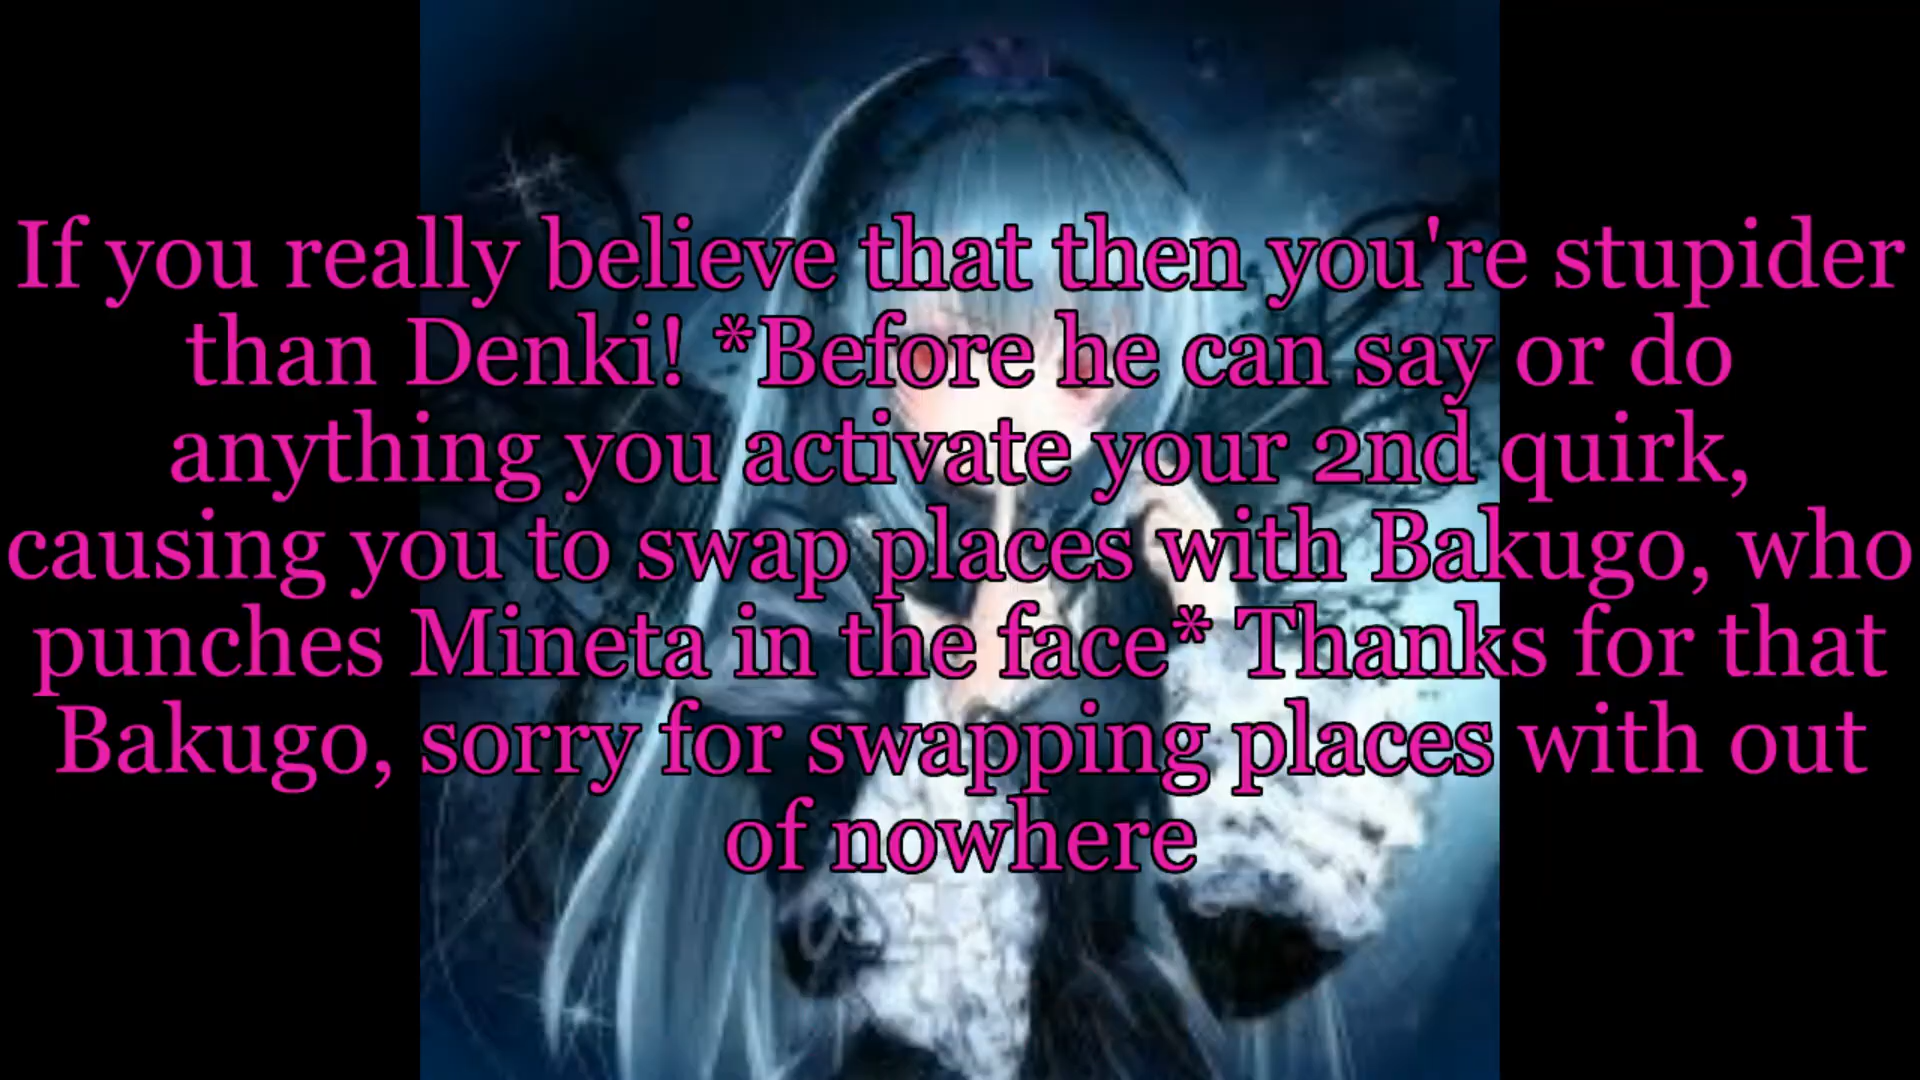 If you really believe that then you're stupider
than Denki! *Before he can say or do
anything you activate your 2nd quirk,
causing you to swap places with Bakugo, who
punches Mineta in the face* Thanks for that
Bakugo, sorry for swapping places with out
of nowhere